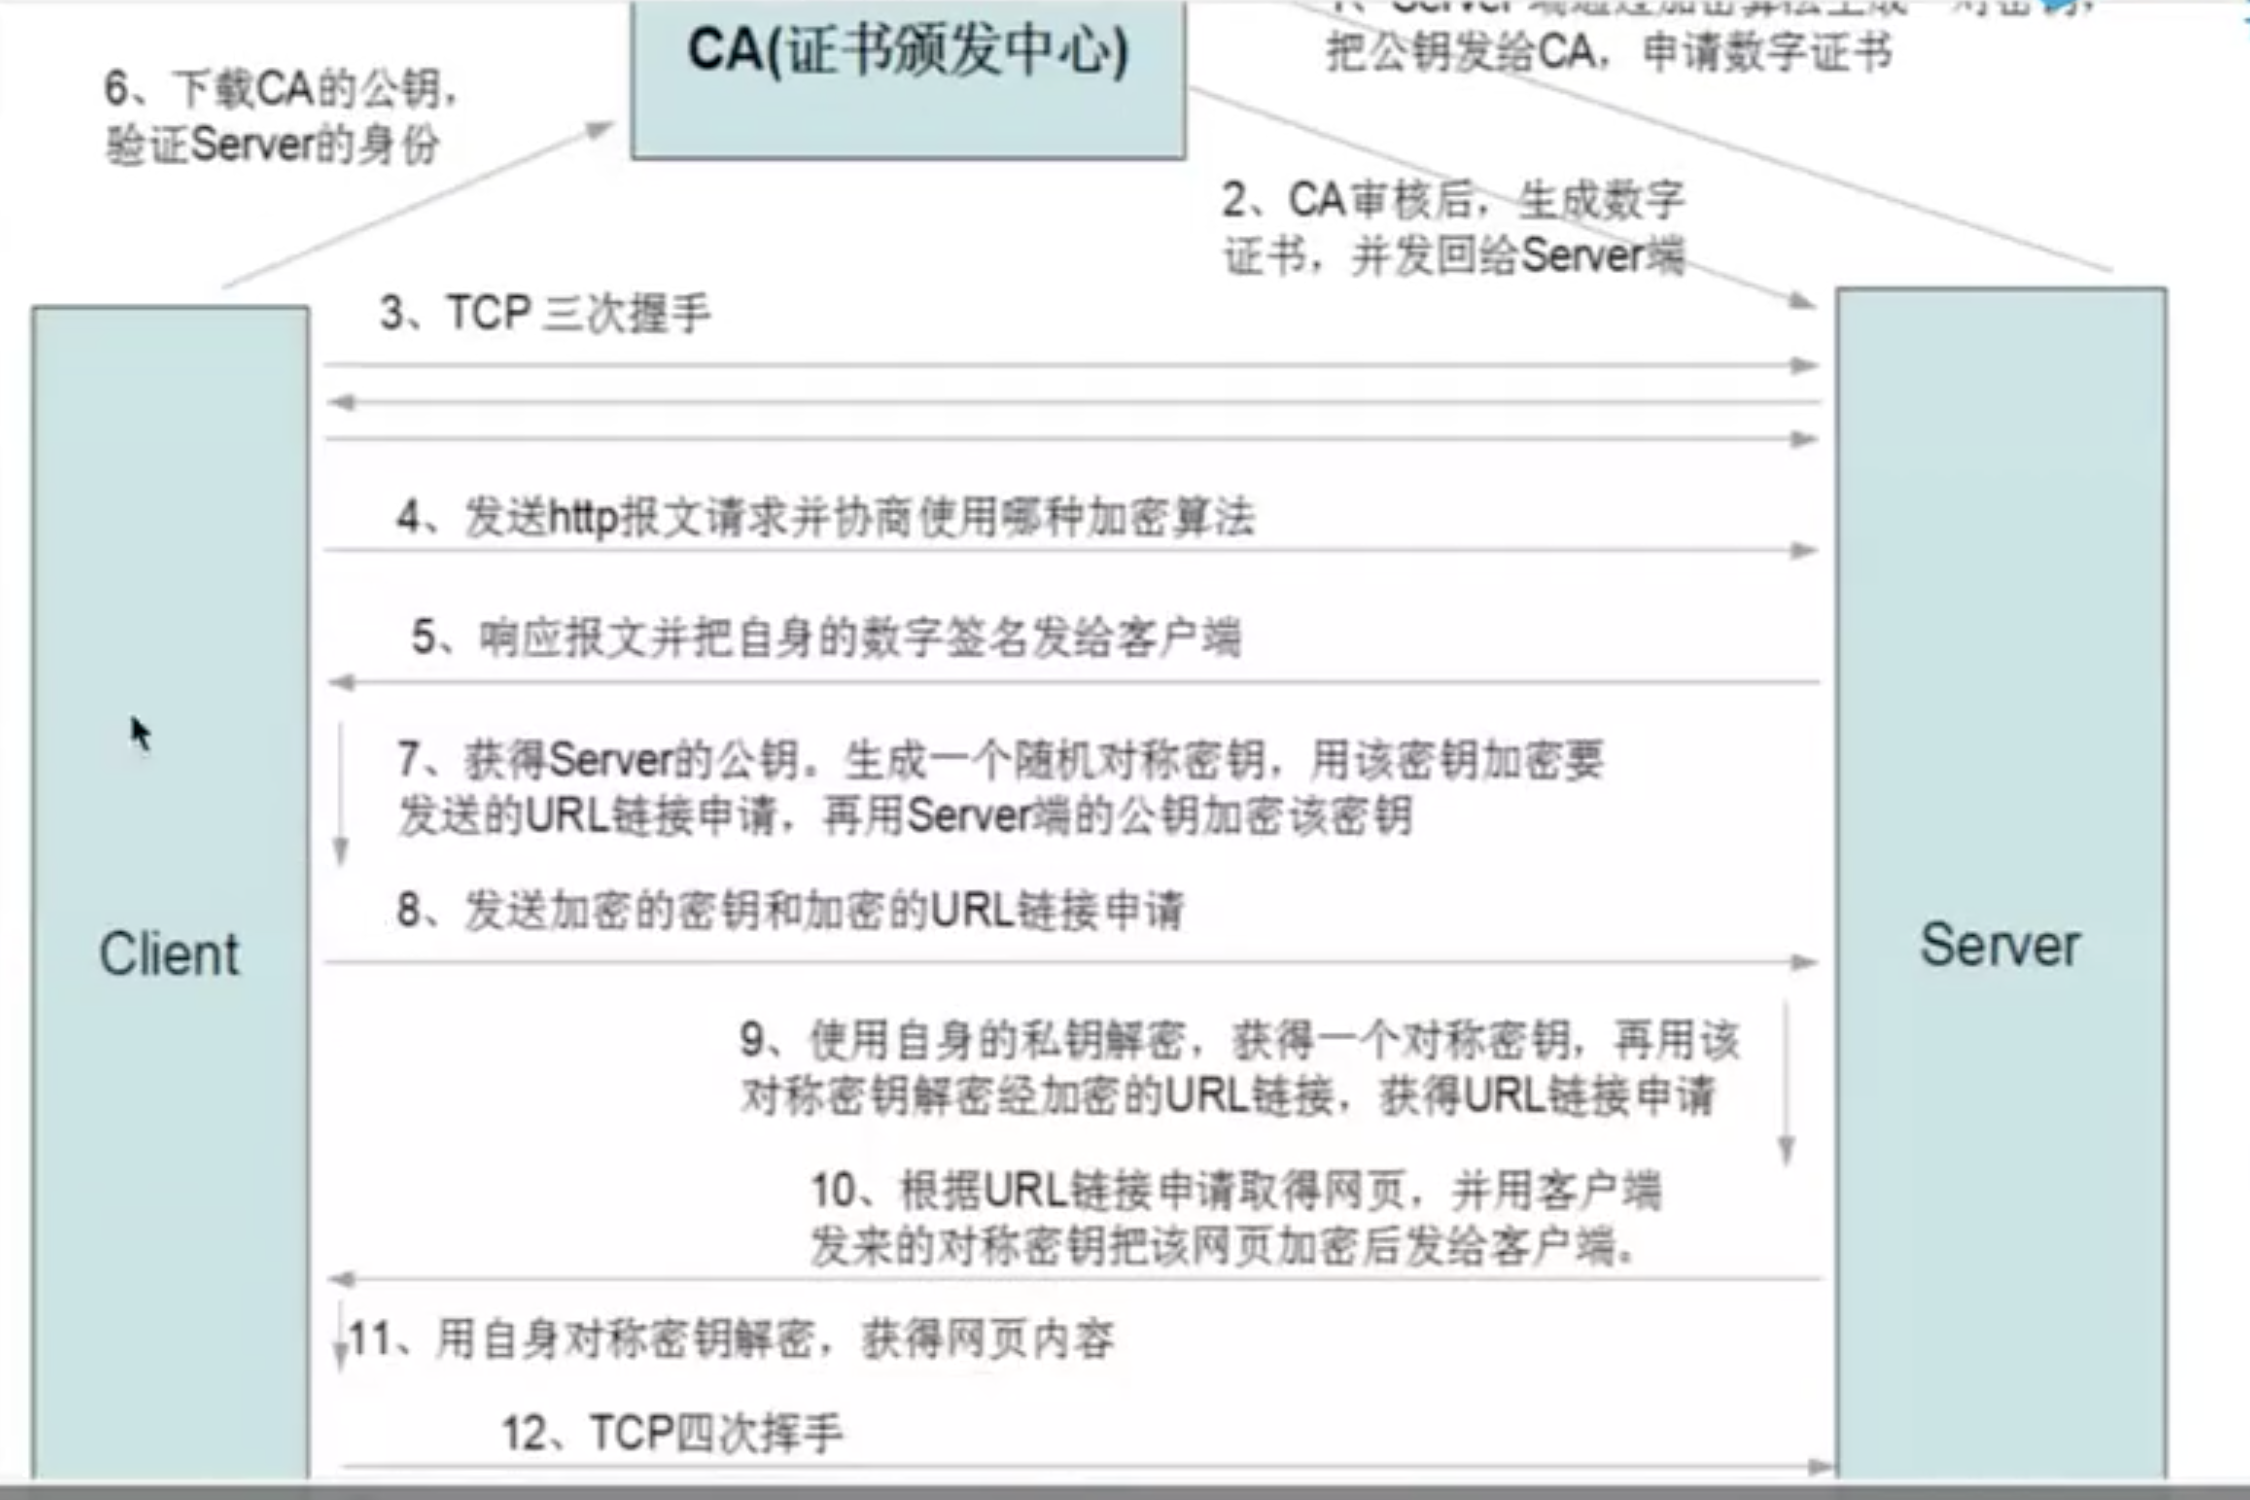 CA(证书颁发中心)
把公钥发给CA，申请数字证书
6、下载CA的公钥，
验证Server的身份
2、CA审核后，生成数字
证书，并发回给Server端
3、TCP 三次握手
4、发送http报文请求并协商使用哪种加密算法
5、响应报文并把自身的数字签名发给客户端
7、获得Server的公钥。生成一个随机对称密钥，用该密钥加密要
发送的URL链接申请，再用Server端的公钥加密该密钥
8、发送加密的密钥和加密的URL链接申请
Client
Server
9、使用自身的私钥解密，获得一个对称密钥，再用该
对称密钥解密经加密的URL链接，获得URL链接申请
10、根据URL链接申请取得网页，并用客户端
发来的对称密钥把该网页加密后发给客户端。
11、用自身对称密钥解密，获得网页内容
12、TCP四次挥手